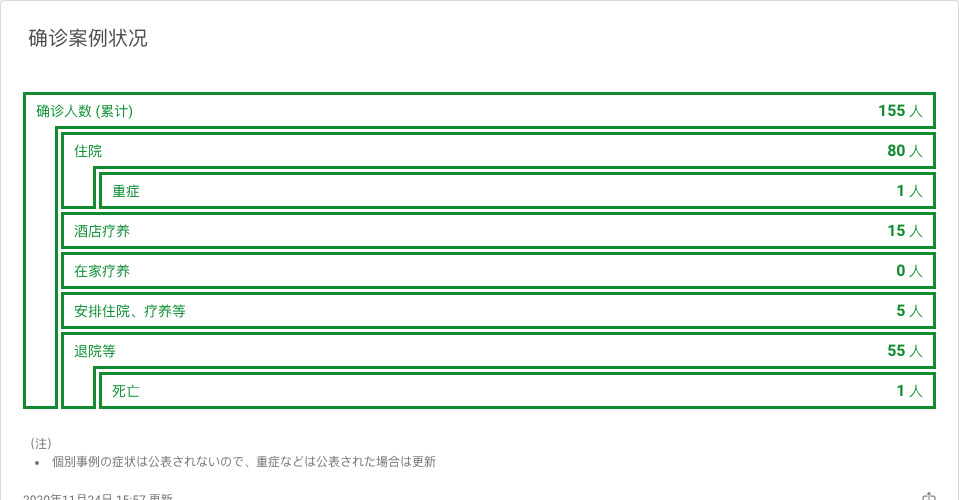 确诊案例状况
确诊人数 (累计) 155 人
住院 80 人
重症 1 人
酒店疗养 15 人
在家疗养 0 人
安排住院、疗养等 5 人
退院等 55 人
死亡 1 人
（注）
• 個別事例の症状は公表されないので、重症などは公表された場合は更新
2020年11月24日 15:57 更新